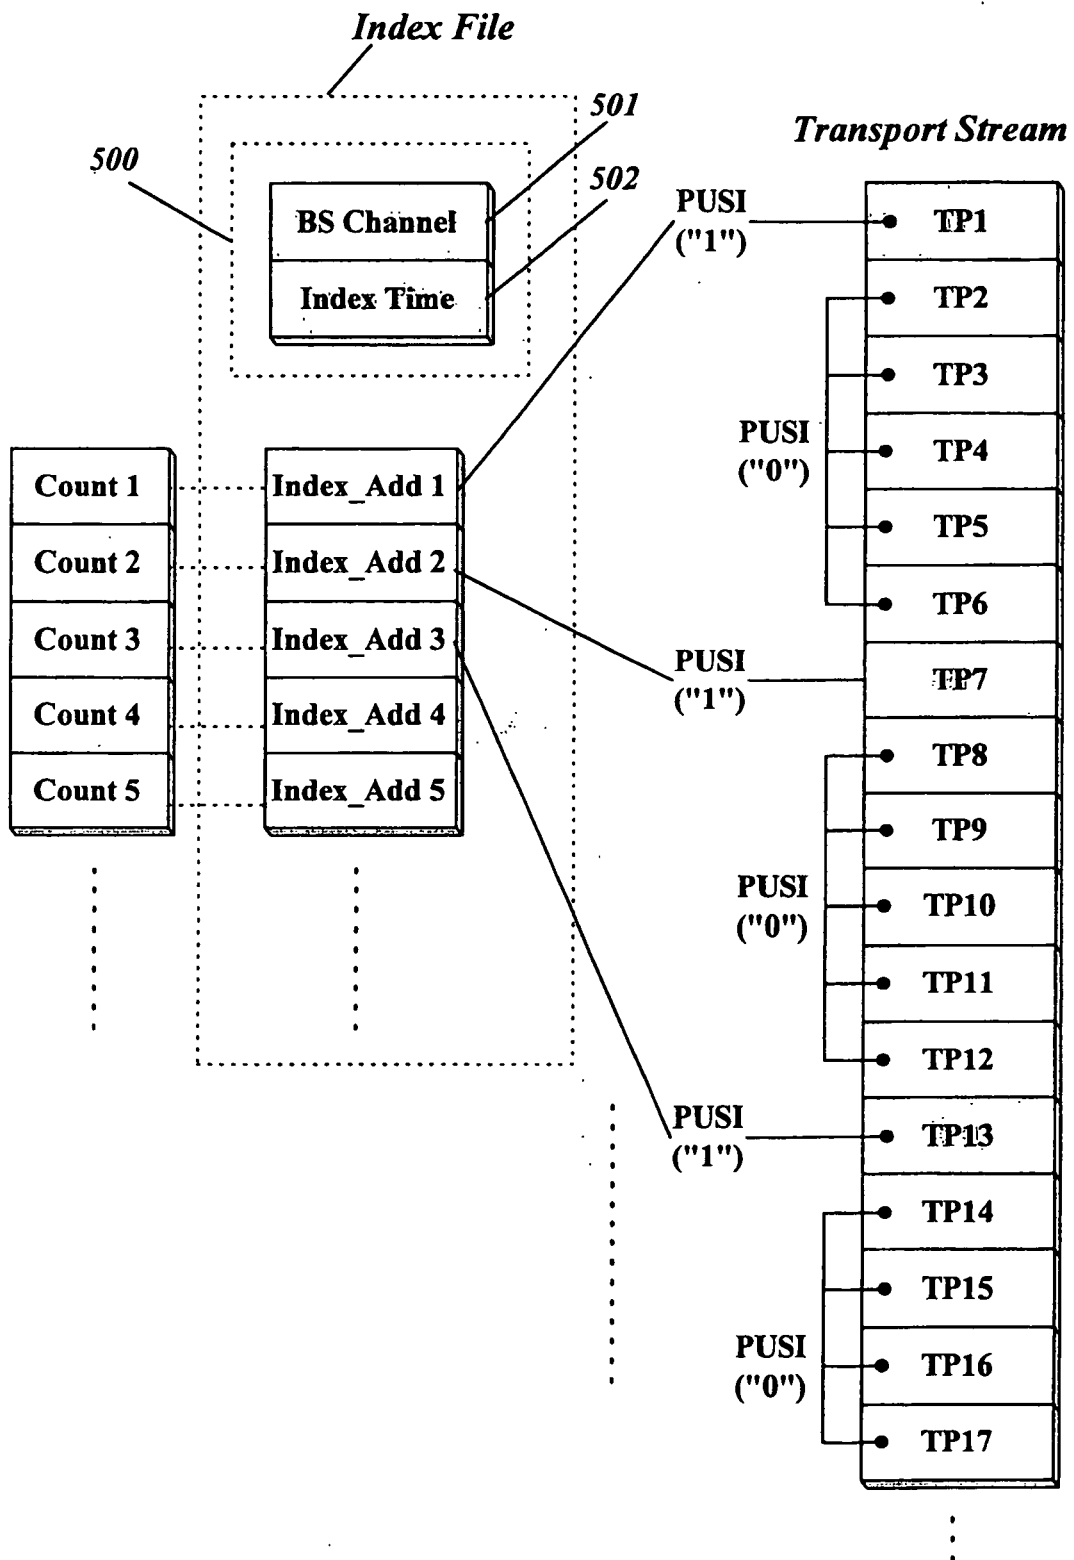 Index File
501
Transport Stream
500
502
BS Channel
Index Time
PUSI
("1")
TP1
TP2
TP3
PUSI
("0")
TP4
TP5
TP6
Count 1
Index_Add 1
Count 2
Index_Add 2
Count 3
Index_Add 3
Count 4
Index_Add 4
Count 5
Index_Add 5
PUSI
("1")
TP7
TP8
TP9
PUSI
("0")
TP10
TP11
TP12
PUSI
("1")
TP13
TP14
TP15
PUSI
("0")
TP16
TP17